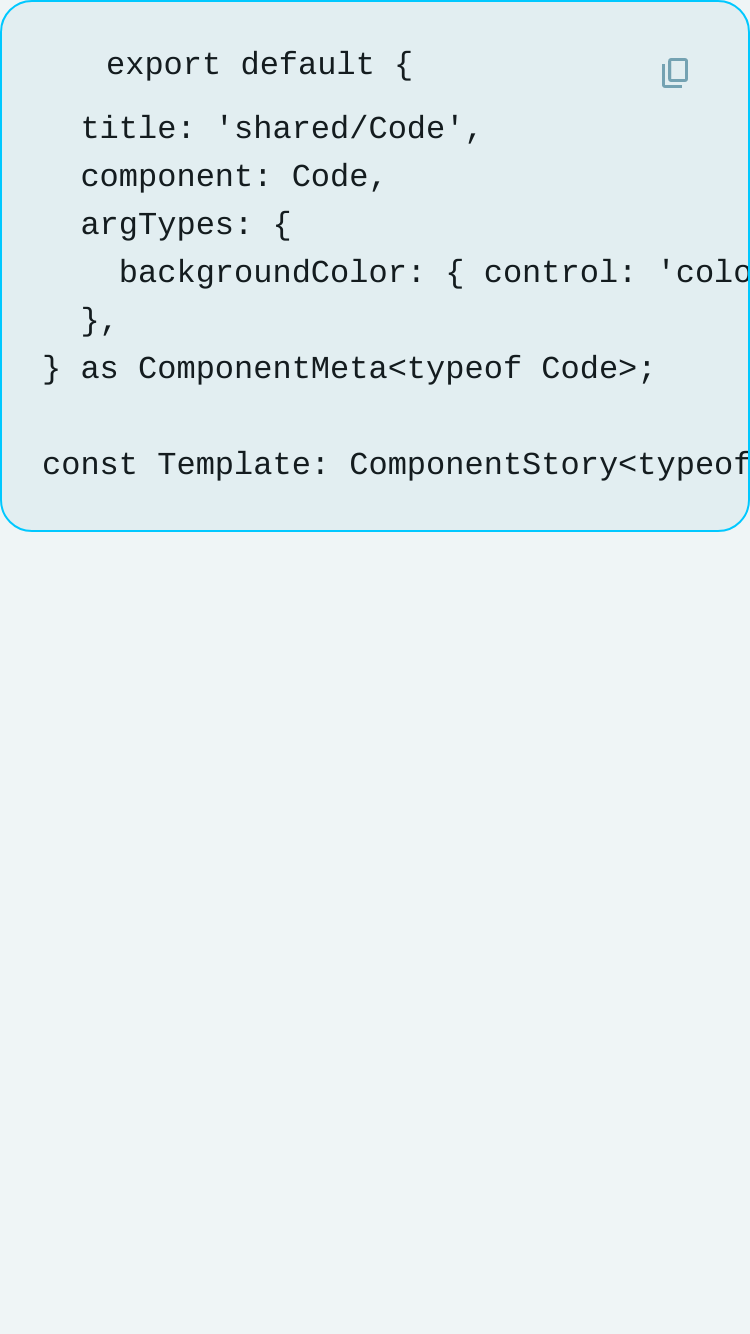 export default {
title: 'shared/Code',
component: Code,
argTypes: {
backgroundColor: { control: 'colo
},
} as ComponentMeta<typeof Code>;
const Template: ComponentStory<typeof